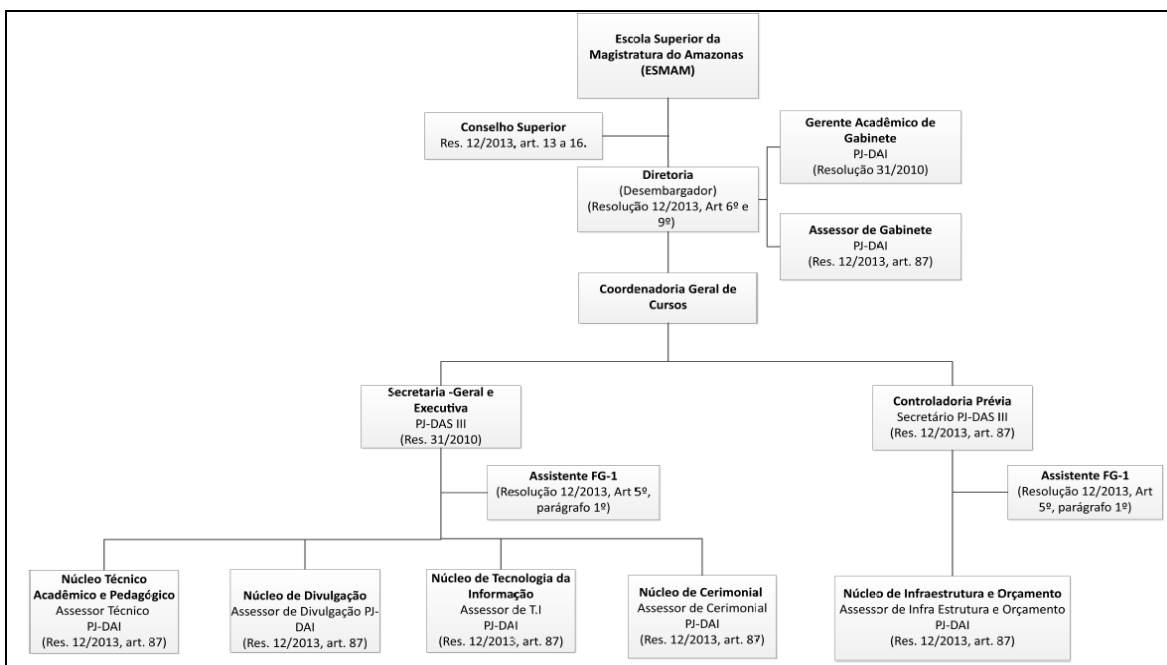 Escola Superior da
Magistratura do Amazonas
(ESMAM)
Conselho Superior
Res. 12/2013, art. 13 a 16.
Gerente Acadêmico de
Gabinete
PJ-DAI
(Resolução 31/2010)
Diretoria
(Desembargador)
(Resolução 12/2013, Art 6º e
9º)
Assessor de Gabinete
PJ-DAI
(Res. 12/2013, art. 87)
Coordenadoria Geral de
Cursos
Secretaria -Geral e
Executiva
PJ-DAS III
(Res. 31/2010)
Controladoria Prévia
Secretário PJ-DAS III
(Res. 12/2013, art. 87)
Assistente FG-1
(Resolução 12/2013, Art 5º,
parágrafo 1º)
Assistente FG-1
(Resolução 12/2013, Art
5º, parágrafo 1º)
Núcleo Técnico
Acadêmico e Pedagógico
Assessor Técnico
PJ-DAI
(Res. 12/2013, art. 87)
Núcleo de Divulgação
Assessor de Divulgação PJ-
DAI
(Res. 12/2013, art. 87)
Núcleo de Tecnologia da
Informação
Assessor de T.I
PJ-DAI
(Res. 12/2013, art. 87)
Núcleo de Cerimonial
Assessor de Cerimonial
PJ-DAI
(Res. 12/2013, art. 87)
Núcleo de Infraestrutura e Orçamento
Assessor de Infra Estrutura e Orçamento
PJ-DAI
(Res. 12/2013, art. 87)